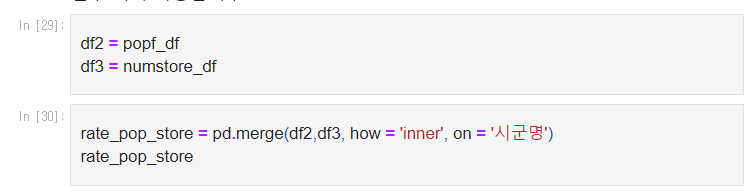 In [29]:
df2 = popf_df
df3 = numstore_df
In [30]:
rate_pop_store = pd.merge(df2,df3, how = 'inner', on = '시군명')
rate_pop_store